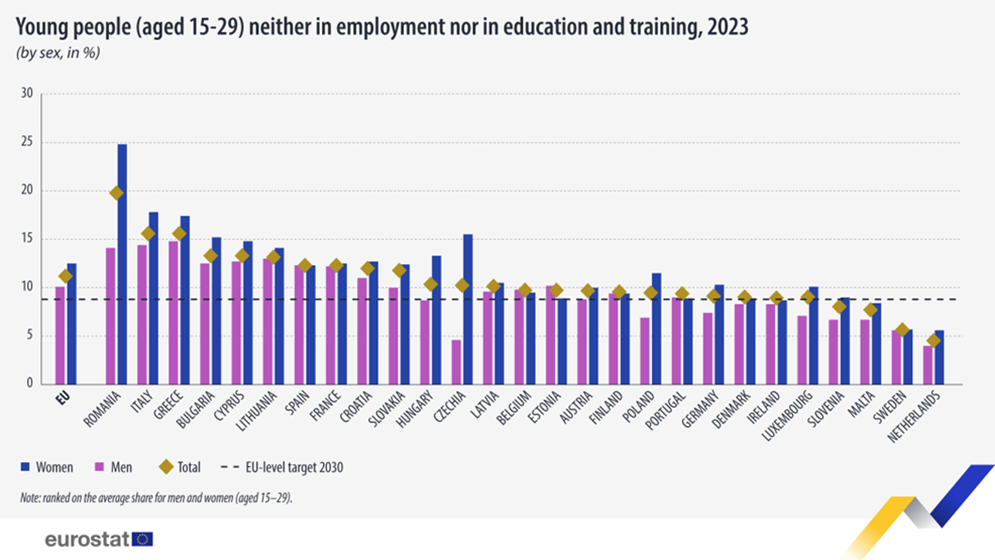 Young people (aged 15-29) neither in employment nor in education and training, 2023
(by sex, in %)
30
25
20
15
10
5
0
EU
ROMANIA
ITALY
GREECE
BULGARIA
CYPRUS
LITHUANIA
SPAIN
FRANCE
CROATIA
SLOVAKIA
HUNGARY
CZECHIA
LATVIA
BELGIUM
ESTONIA
AUSTRIA
FINLAND
POLAND
PORTUGAL
GERMANY
DENMARK
IRELAND
LUXEMBOURG
SLOVENIA
MALTA
SWEDEN
NETHERLANDS
Women Men Total EU-level target 2030
Note: ranked on the average share for men and women (aged 15–29).
eurostat